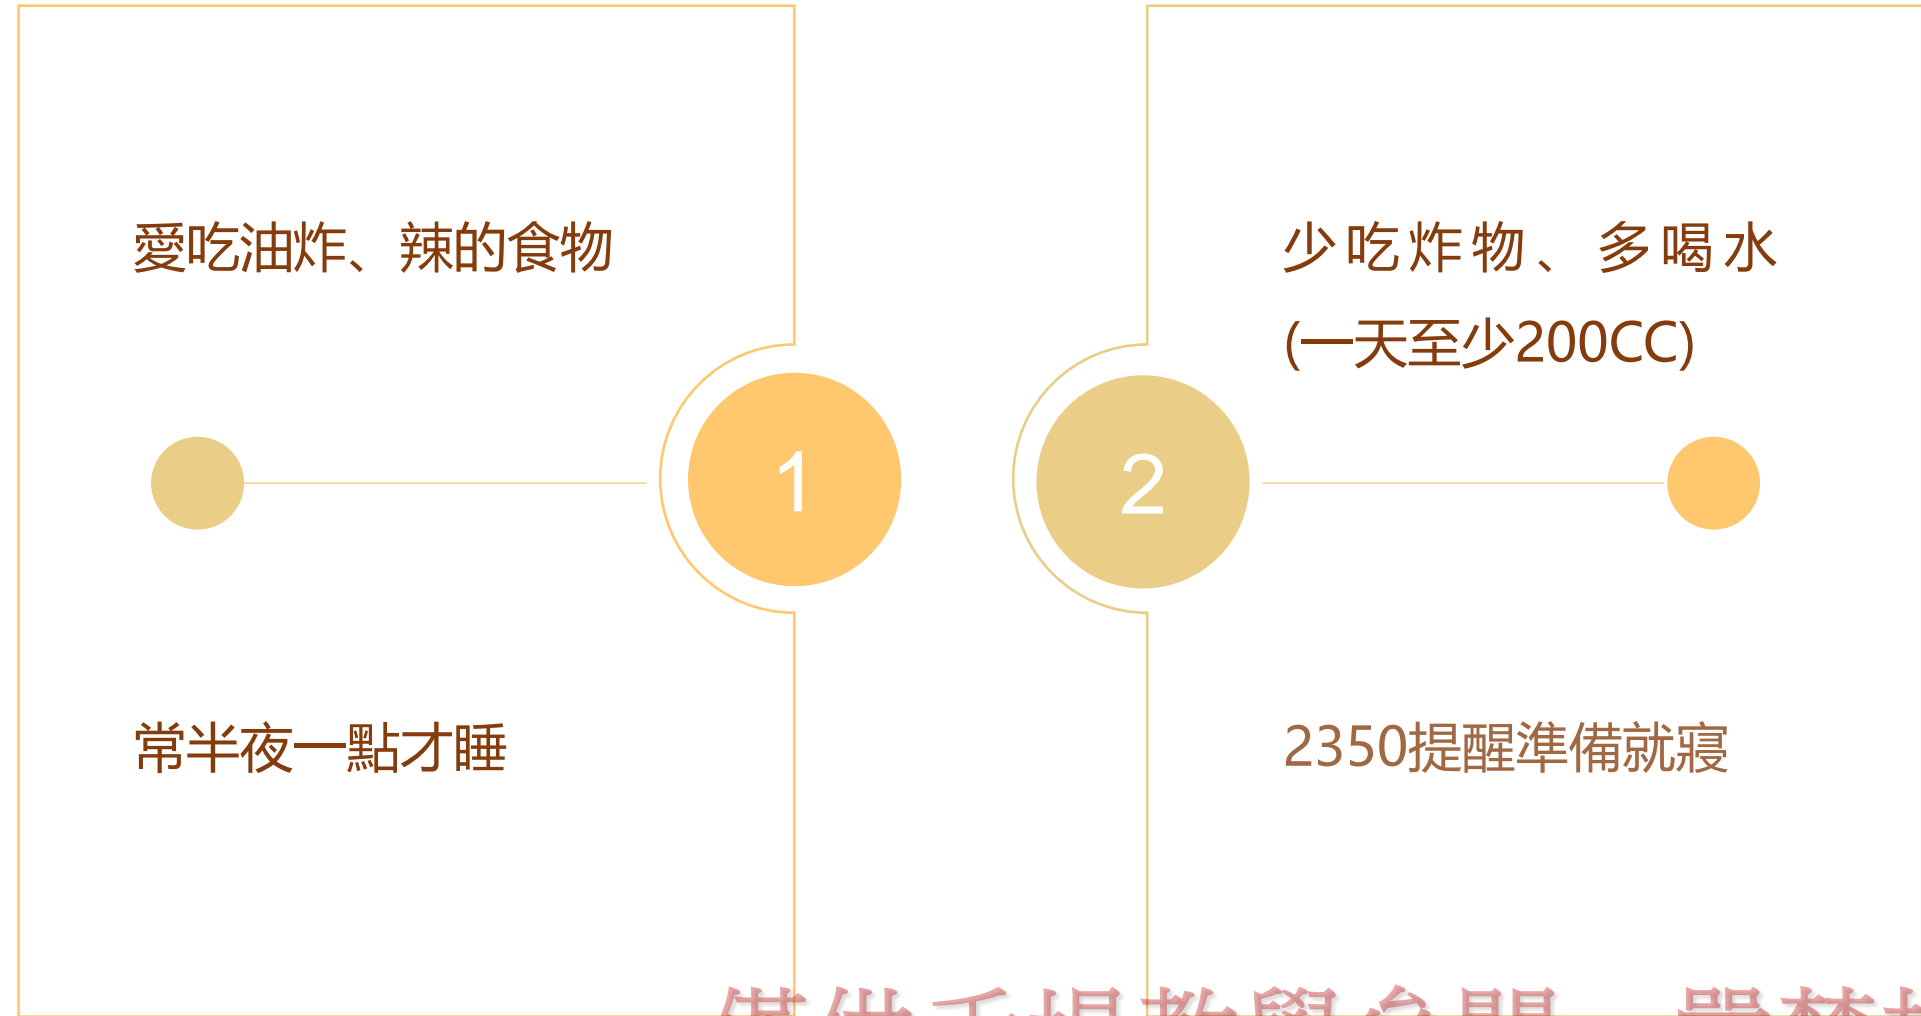 愛吃油炸、辣的食物
常半夜一點才睡
1
2
少吃炸物、多喝水
(一天至少200CC)
2350提醒準備就寢